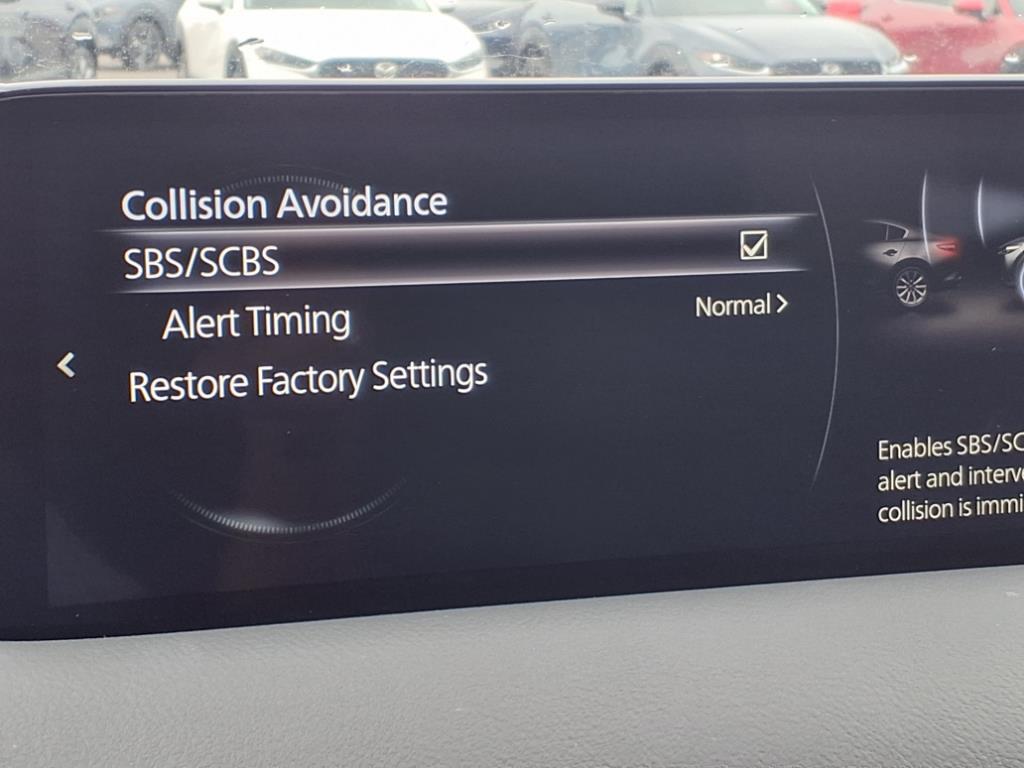 Collision Avoidance
SBS/SCBS
Alert Timing
Normal
Restore Factory Settings
Enables SBS/SC
alert and interve
collision is immi